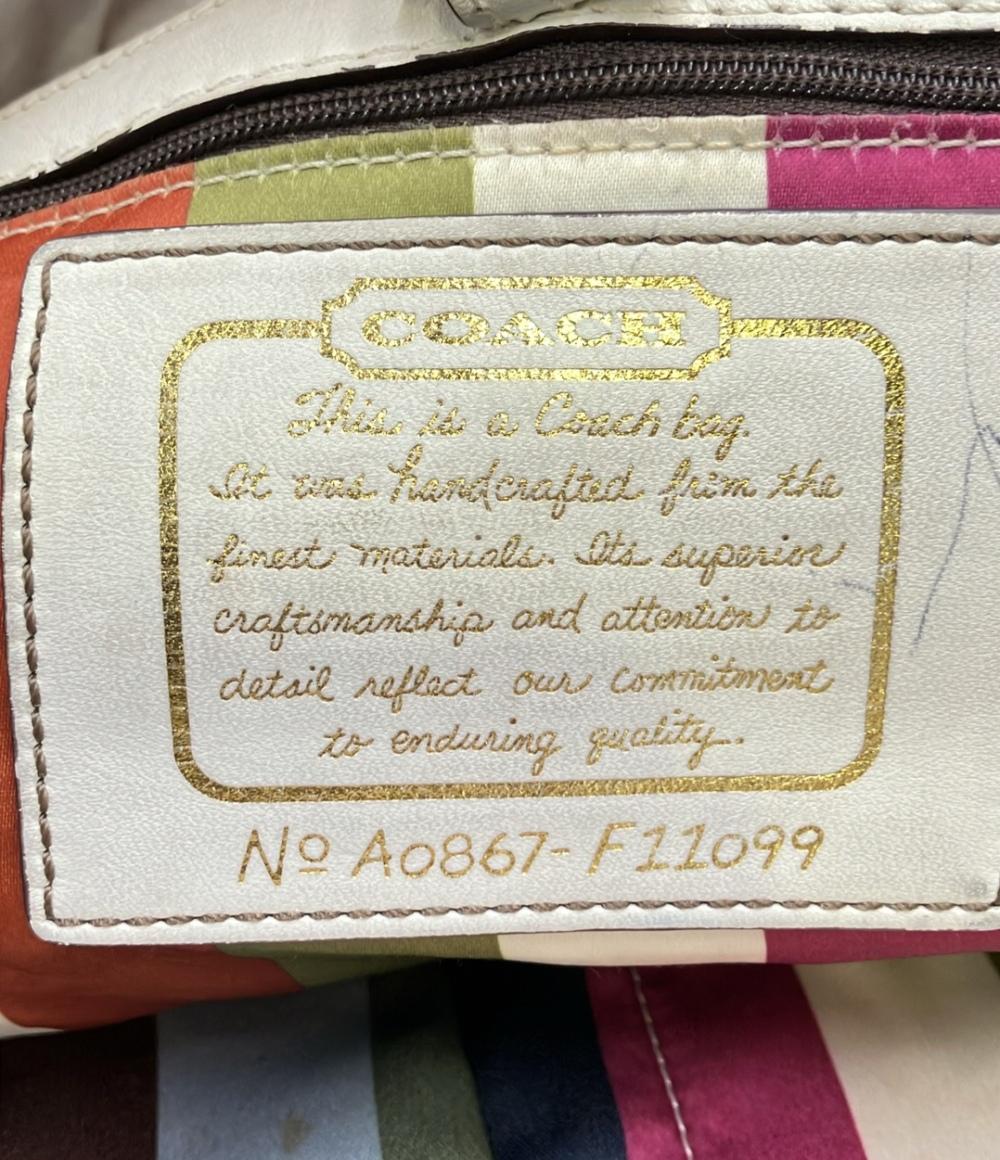 COACH
This is a Coach bag.
It was handcrafted from the
finest materials. Its superior
craftsmanship and attention to
detail reflect our commitment
to enduring quality.
Nº A0867-F11099